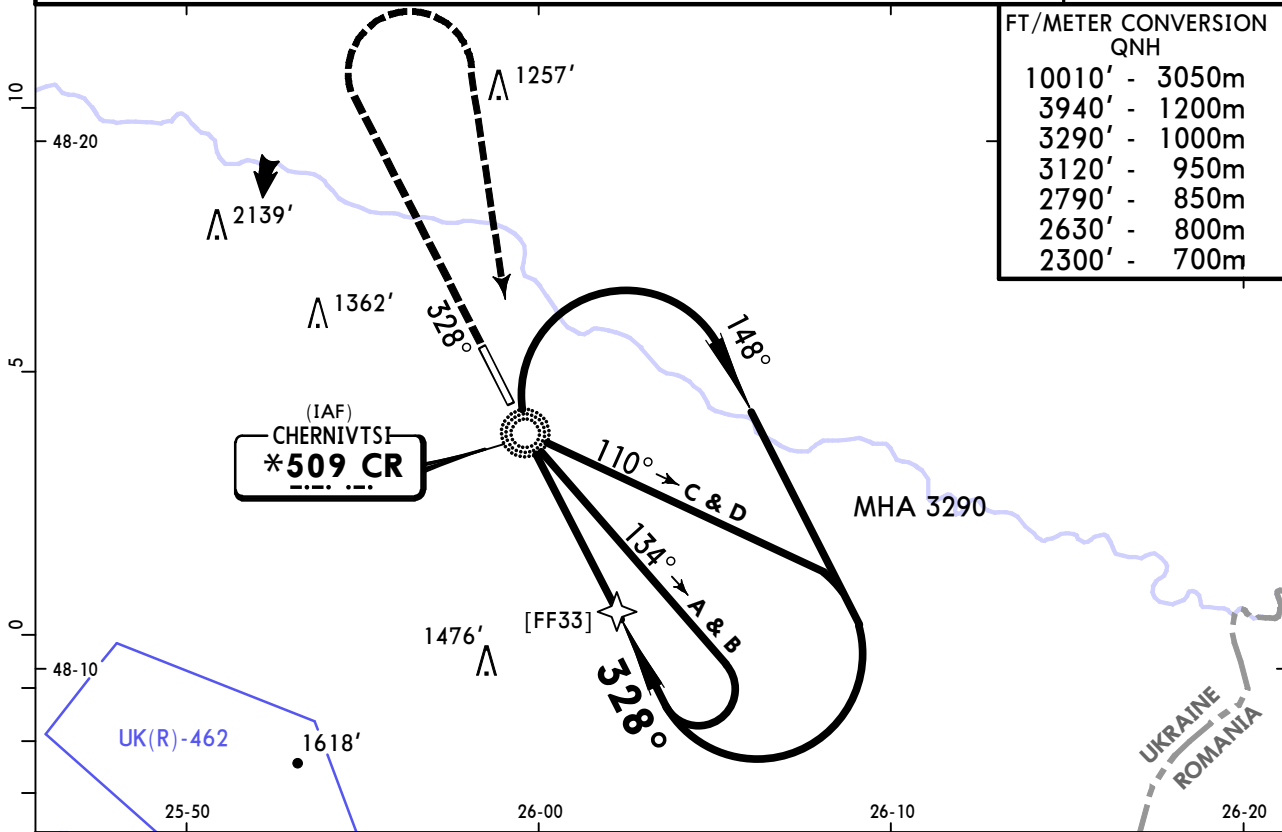 FT/METER CONVERSION
QNH
10010' - 3050m
3940' - 1200m
3290' - 1000m
3120' - 950m
2790' - 850m
2630' - 800m
2300' - 700m
10
48-20
1257'
2139'
1362'
328°
148°
5
(IAF)
CHERNIVTSI
*509 CR
110° → C & D
MHA 3290
134° → A & B
[FF33]
0
1476'
48-10
328°
UK(R)-462
1618'
UKRAINE
ROMANIA
25-50
26-00
26-10
26-20